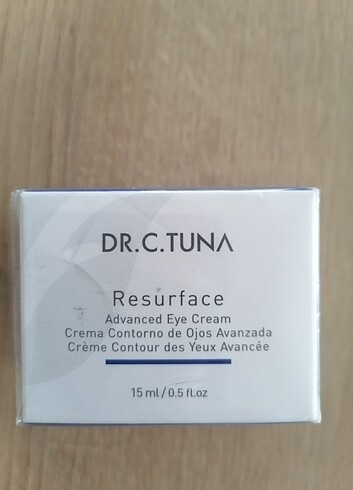 DR.C.TUNA
Resurface
Advanced Eye Cream
Crema Contorno de Ojos Avanzada
Crème Contour des Yeux Avancée
15 ml/0.5 fl.oz